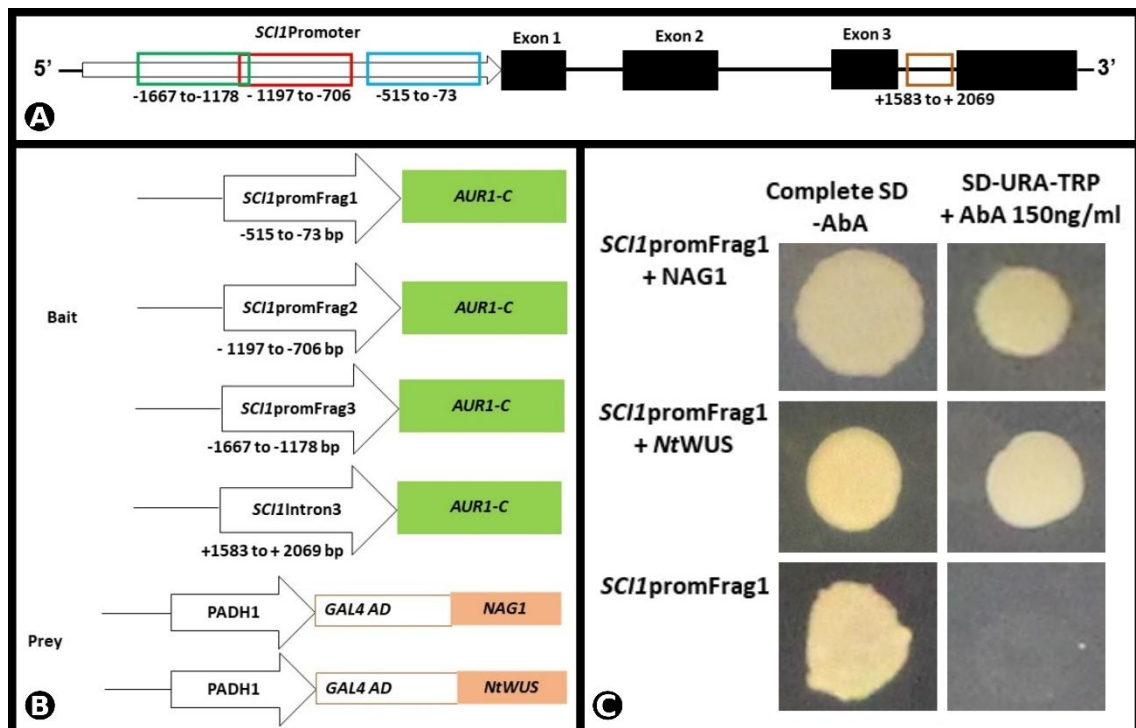 SCI1Promoter
Exon 1
Exon 2
Exon 3
5’
3’
-1667 to-1178
- 1197 to -706
-515 to -73
+1583 to + 2069
A
SCI1promFrag1
AUR1-C
-515 to -73 bp
SCI1promFrag2
AUR1-C
- 1197 to -706 bp
Bait
SCI1promFrag3
AUR1-C
-1667 to -1178 bp
SCI1Intron3
AUR1-C
+1583 to + 2069 bp
PADH1
GAL4 AD
NAG1
Prey
PADH1
GAL4 AD
NtWUS
B
Complete SD
-AbA
SD-URA-TRP
+ AbA 150ng/ml
SCI1promFrag1
+ NAG1
SCI1promFrag1
+ NtWUS
SCI1promFrag1
C